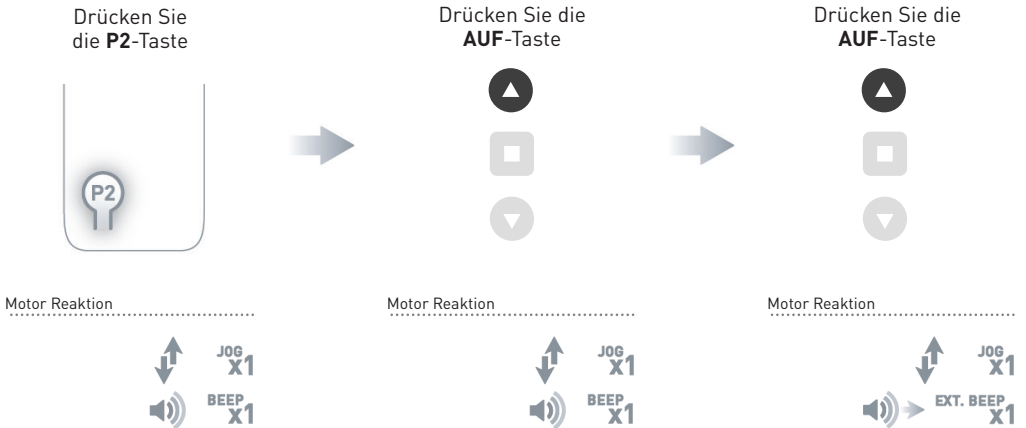 Drücken Sie
die P2-Taste
Drücken Sie die
AUF-Taste
Drücken Sie die
AUF-Taste
P2
Motor Reaktion
JOG
X1
BEEP
X1
Motor Reaktion
JOG
X1
BEEP
X1
Motor Reaktion
JOG
X1
EXT. BEEP
X1